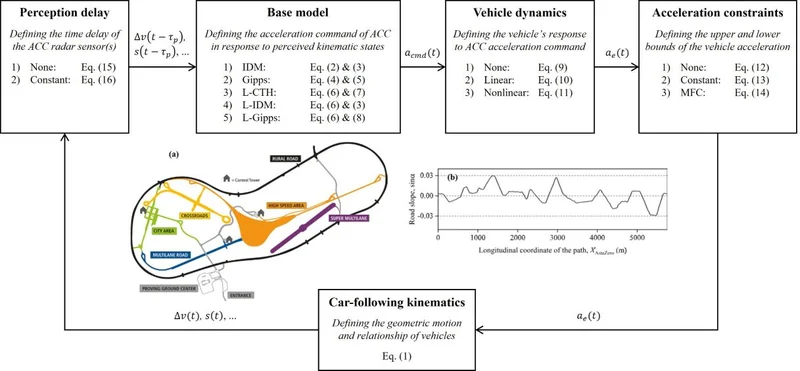 Perception delay
Defining the time delay of
the ACC radar sensor(s)
1) None: Eq. (15)
2) Constant: Eq. (16)
Δv(t − τp),
s(t − τp), ...
Base model
Defining the acceleration command of ACC
in response to perceived kinematic states
1) IDM: Eq. (2) & (3)
2) Gipps: Eq. (4) & (5)
3) L-CTH: Eq. (6) & (7)
4) L-IDM: Eq. (6) & (3)
5) L-Gipps: Eq. (6) & (8)
acmd(t)
Vehicle dynamics
Defining the vehicle's response
to ACC acceleration command
1) None: Eq. (9)
2) Linear: Eq. (10)
3) Nonlinear: Eq. (11)
ae(t)
Acceleration constraints
Defining the upper and lower
bounds of the vehicle acceleration
1) None: Eq. (12)
2) Constant: Eq. (13)
3) MFC: Eq. (14)
(a)
= Control Tower
RURAL ROAD
HIGH SPEED AREA
CROSSROADS
SUPER MULTILANE
CITY AREA
MULTILANE ROAD
PROVING GROUND CENTER
ENTRANCE
(b)
Road slope, sinα
0.03
0.00
−0.03
0 1000 2000 3000 4000 5000
Longitudinal coordinate of the path, XAstaZero (m)
Δv(t), s(t), ...
Car-following kinematics
Defining the geometric motion
and relationship of vehicles
Eq. (1)
ae(t)